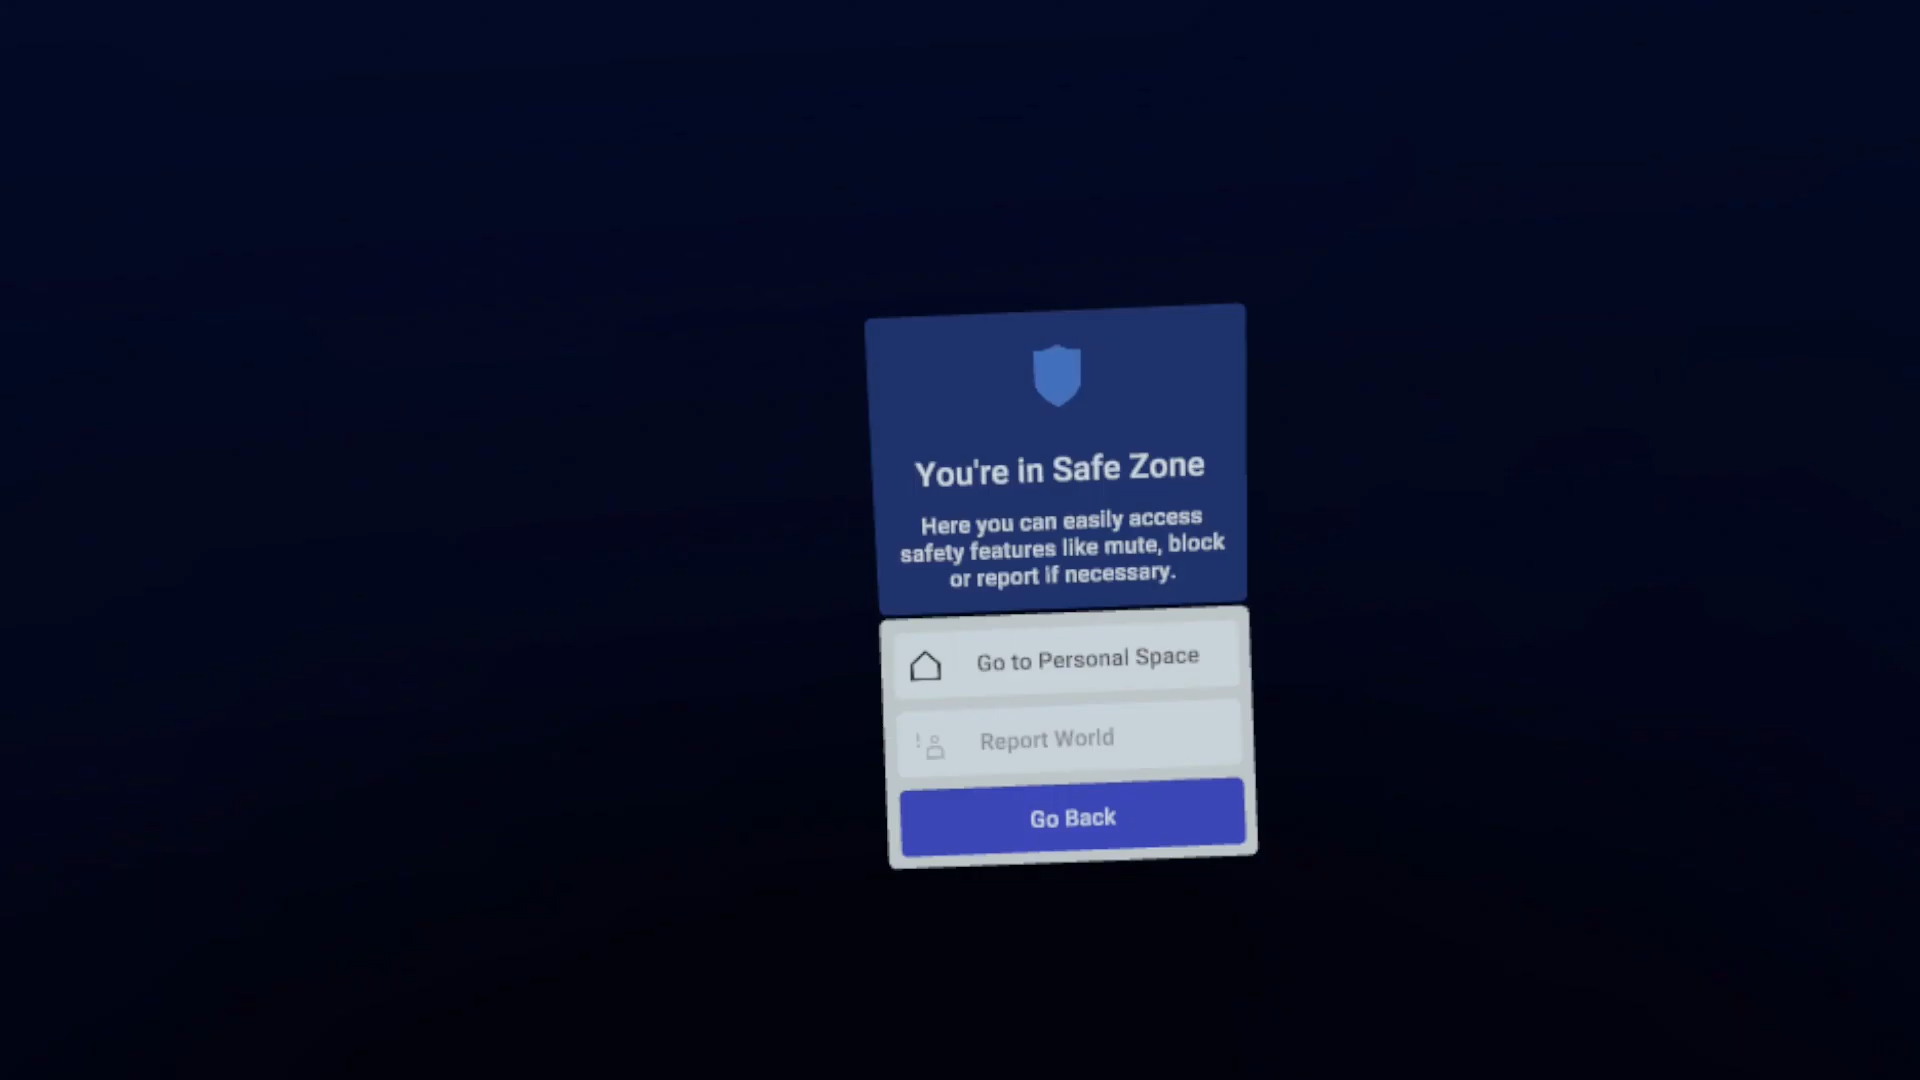 You're in Safe Zone
Here you can easily access
safety features like mute, block
or report if necessary.
Go to Personal Space
Report World
Go Back